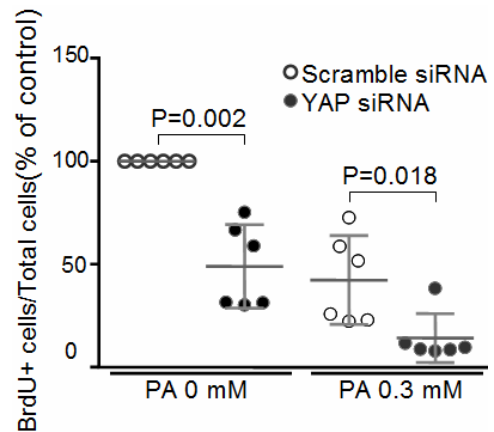 BrdU+ cells/Total cells(% of control)
150
100
50
0
Scramble siRNA
YAP siRNA
P=0.002
P=0.018
PA 0 mM
PA 0.3 mM